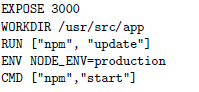 EXPOSE 3000
WORKDIR /usr/src/app
RUN ["npm", "update"]
ENV NODE_ENV=production
CMD ["npm","start"]